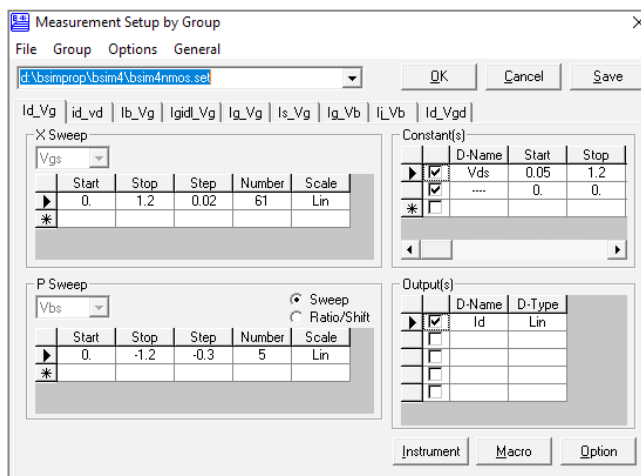 Measurement Setup by Group
File Group Options General
d:\bsimprop\bsim4\bsim4nmos.set
OK Cancel Save
Id_Vg id_vd Ib_Vg Igidl_Vg Ig_Vg Is_Vg Ig_Vb Ij_Vb Id_Vgd
X Sweep
Vgs
Start Stop Step Number Scale
0. 1.2 0.02 61 Lin
Constant(s)
D-Name Start Stop
Vds 0.05 1.2
---- 0. 0.
P Sweep
Vbs
Sweep
Ratio/Shift
Start Stop Step Number Scale
0. -1.2 -0.3 5 Lin
Output(s)
D-Name D-Type
Id Lin
Instrument Macro Option